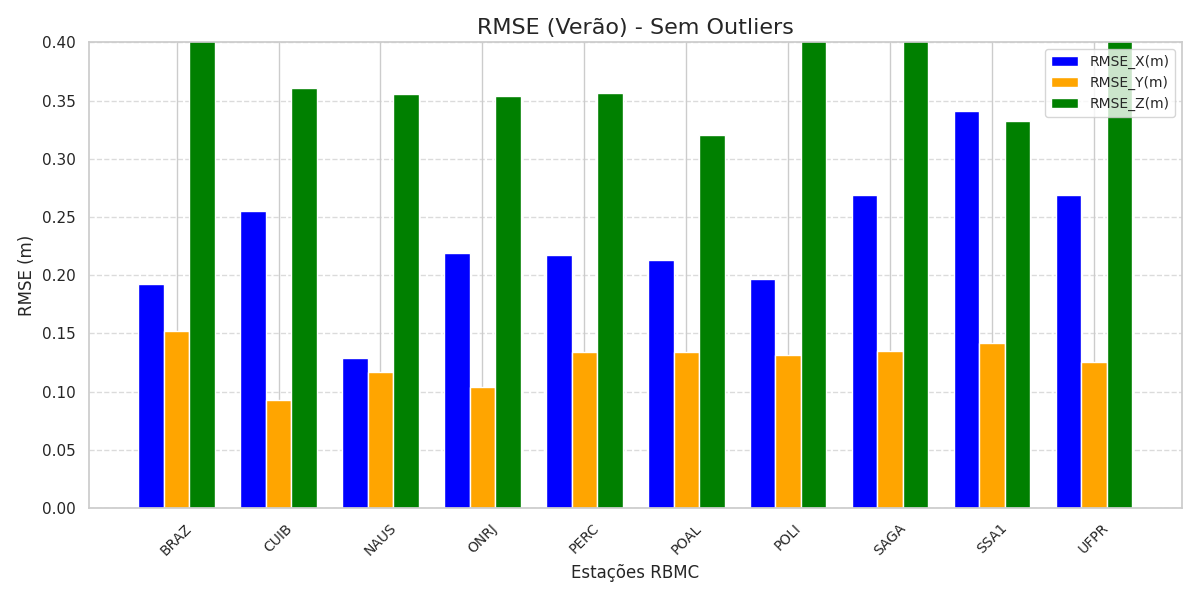 RMSE (Verão) - Sem Outliers
RMSE (m)
0.40
0.35
0.30
0.25
0.20
0.15
0.10
0.05
0.00
RMSE_X(m)
RMSE_Y(m)
RMSE_Z(m)
BRAZ
CUIB
NAUS
ONRJ
PERC
POAL
POLI
SAGA
SSA1
UFPR
Estações RBMC